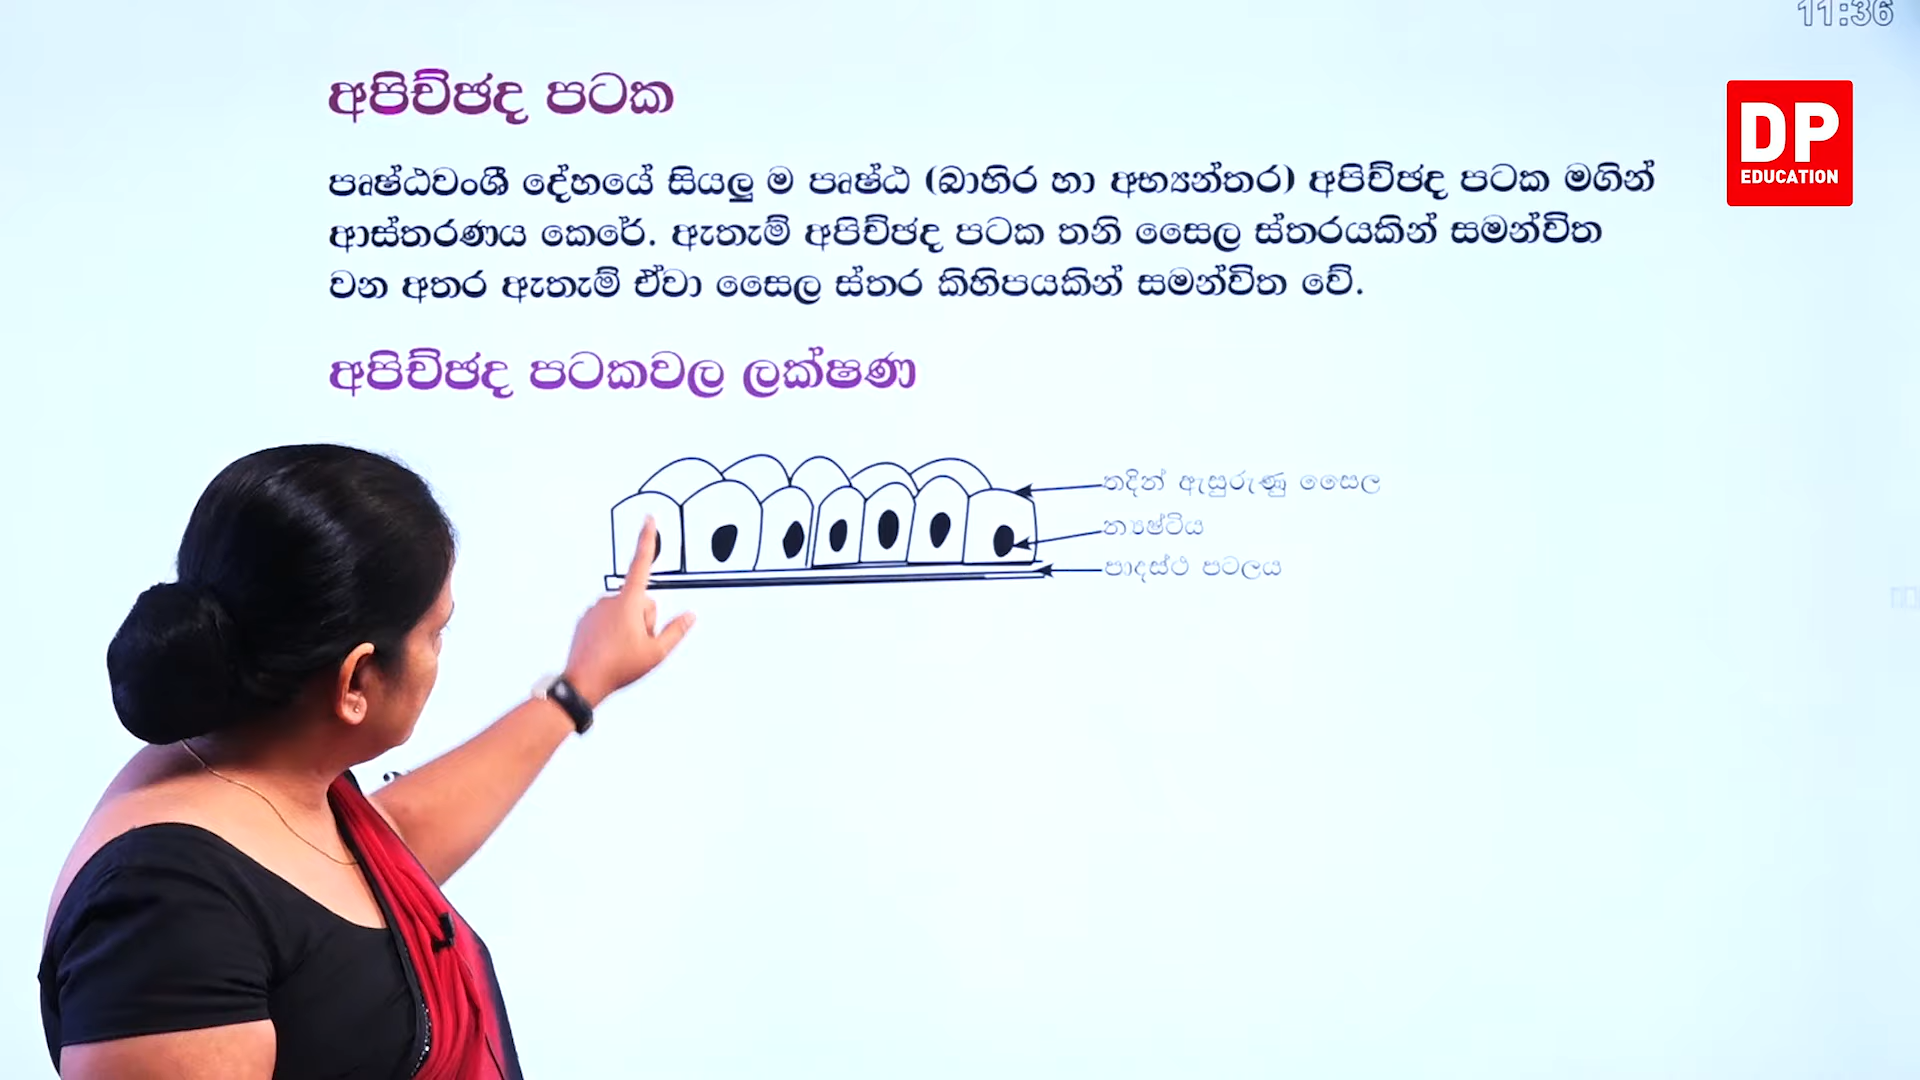 11:36
අපිච්ඡද පටක
DP
EDUCATION
පෘෂ්ඨවංශී දේහයේ සියලු ම පෘෂ්ඨ (බාහිර හා අභ්‍යන්තර) අපිච්ඡද පටක මගින්
ආස්තරණය කෙරේ. ඇතැම් අපිච්ඡද පටක තනි සෛල ස්තරයකින් සමන්විත
වන අතර ඇතැම් ඒවා සෛල ස්තර කිහිපයකින් සමන්විත වේ.
අපිච්ඡද පටකවල ලක්ෂණ
තදින් ඇසුරුණු සෛල
න්‍යෂ්ටිය
පාදස්ථ පටලය